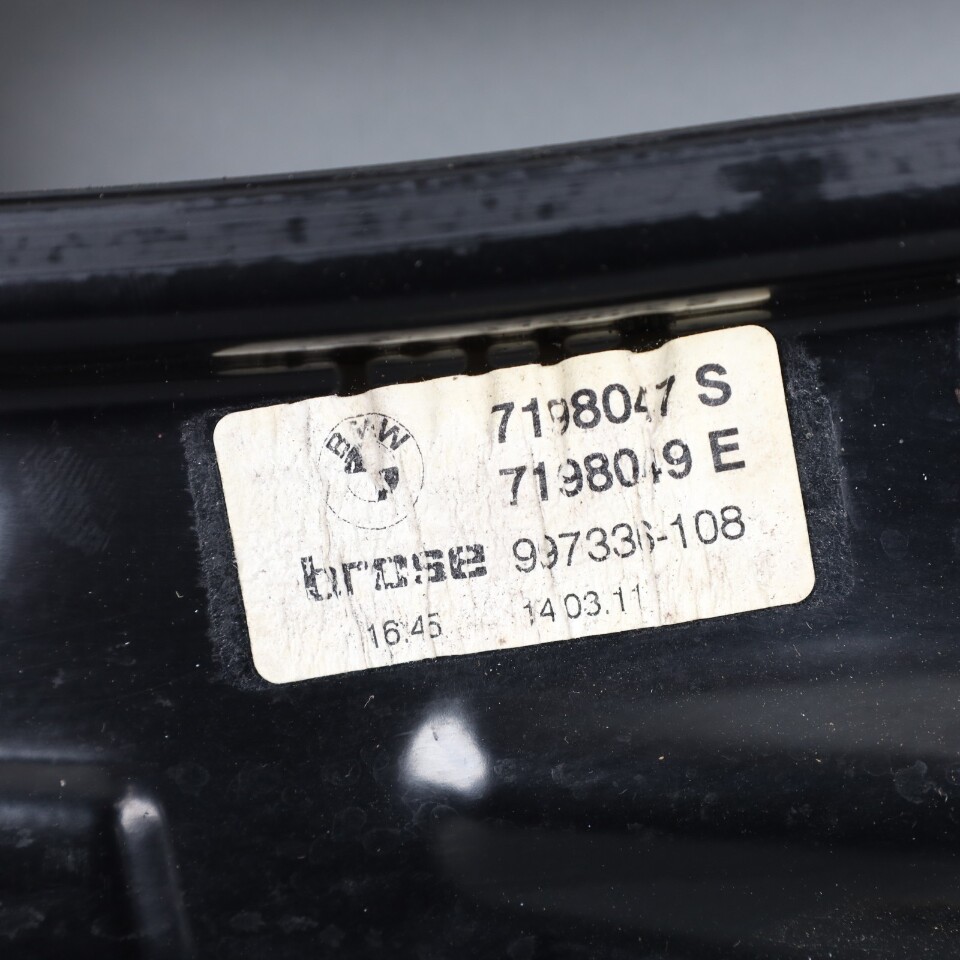 BMW
7198047 S
7198049 E
brose 997336-108
16:45 14.03.11